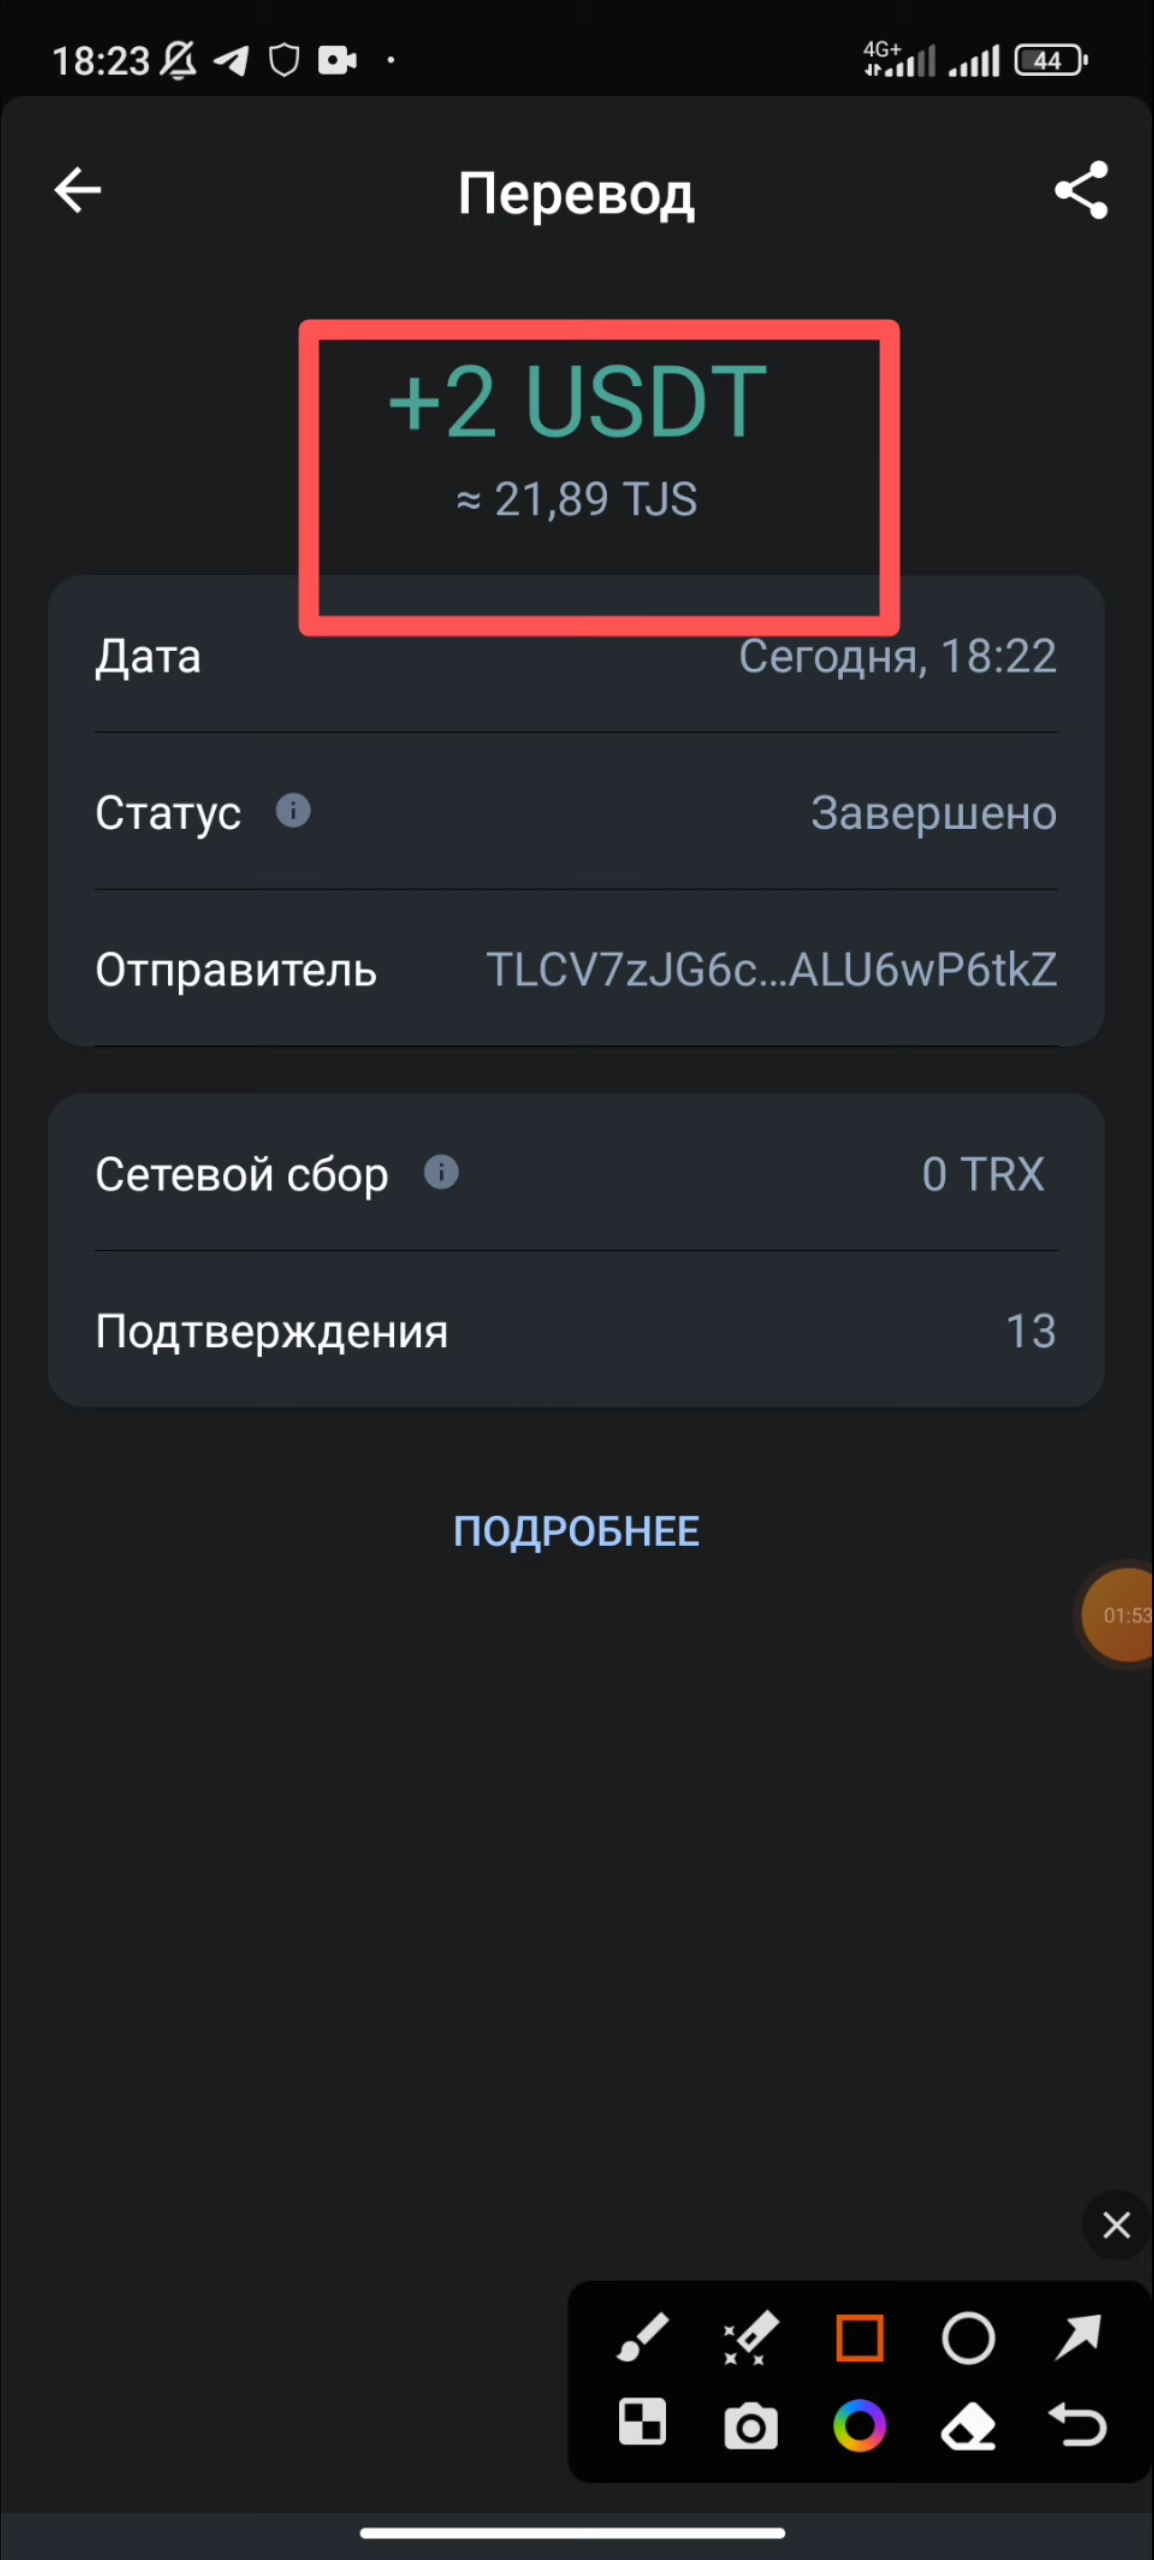 18:23
4G+
44
Перевод
+2 USDT
≈ 21,89 TJS
Дата
Сегодня, 18:22
Статус
Завершено
Отправитель
TLCV7zJG6c...ALU6wP6tkZ
Сетевой сбор
0 TRX
Подтверждения
13
ПОДРОБНЕЕ
01:53